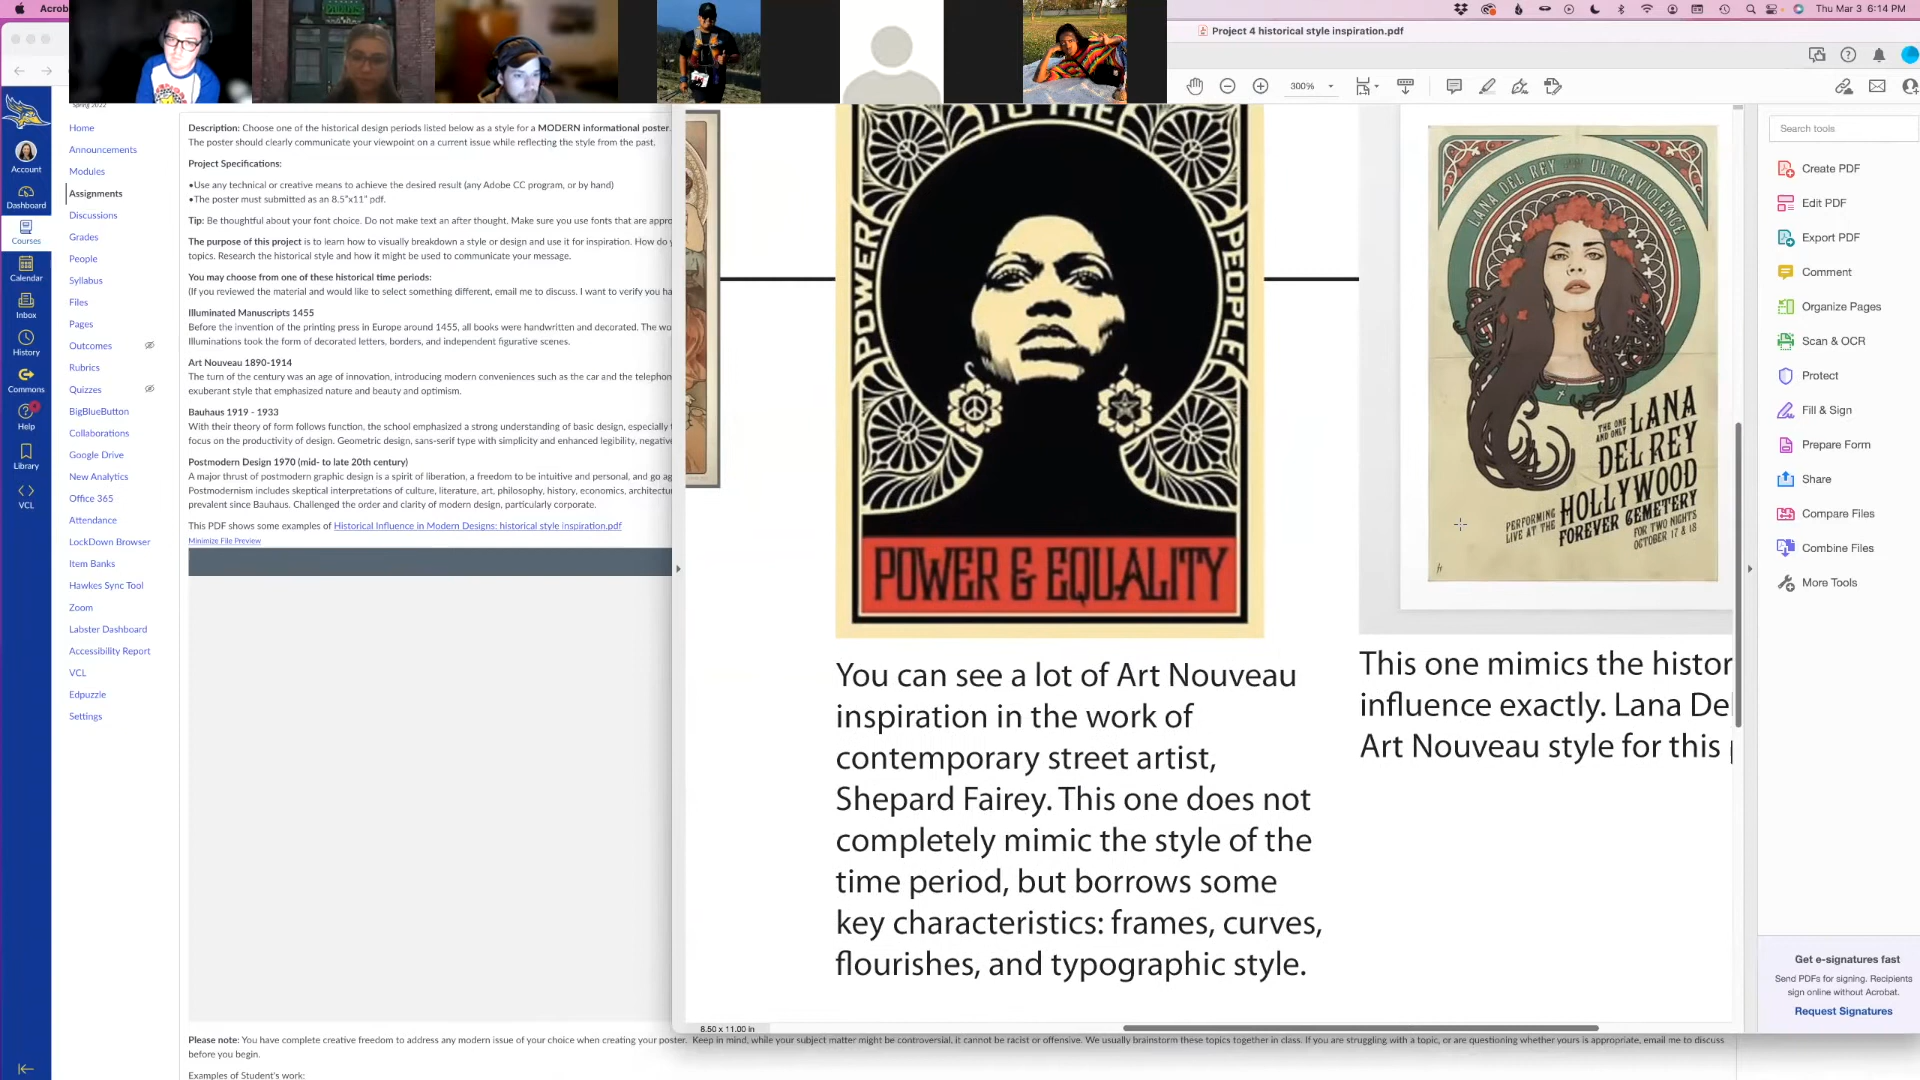 Acrob
Thu Mar 3 6:14 PM
Project 4 historical style inspiration.pdf
300%
Spring 2022
Account
Dashboard
Courses
Calendar
Inbox
History
Commons
Help
Library
VCL
Home
Announcements
Modules
Assignments
Discussions
Grades
People
Syllabus
Files
Pages
Outcomes
Rubrics
Quizzes
BigBlueButton
Collaborations
Google Drive
New Analytics
Office 365
Attendance
LockDown Browser
Item Banks
Hawkes Sync Tool
Zoom
Labster Dashboard
Accessibility Report
VCL
Edpuzzle
Settings
Description: Choose one of the historical design periods listed below as a style for a MODERN informational poster.
The poster should clearly communicate your viewpoint on a current issue while reflecting the style from the past.
Project Specifications:
•Use any technical or creative means to achieve the desired result (any Adobe CC program, or by hand)
•The poster must submitted as an 8.5"x11" pdf.
Tip: Be thoughtful about your font choice. Do not make text an after thought. Make sure you use fonts that are appro
The purpose of this project is to learn how to visually breakdown a style or design and use it for inspiration. How do y
topics. Research the historical style and how it might be used to communicate your message.
You may choose from one of these historical time periods:
(If you reviewed the material and would like to select something different, email me to discuss. I want to verify you ha
Illuminated Manuscripts 1455
Before the invention of the printing press in Europe around 1455, all books were handwritten and decorated. The wo
Illuminations took the form of decorated letters, borders, and independent figurative scenes.
Art Nouveau 1890-1914
The turn of the century was an age of innovation, introducing modern conveniences such as the car and the telephon
exuberant style that emphasized nature and beauty and optimism.
Bauhaus 1919 - 1933
With their theory of form follows function, the school emphasized a strong understanding of basic design, especially t
focus on the productivity of design. Geometric design, sans-serif type with simplicity and enhanced legibility, negative
Postmodern Design 1970 (mid- to late 20th century)
A major thrust of postmodern graphic design is a spirit of liberation, a freedom to be intuitive and personal, and go ag
Postmodernism includes skeptical interpretations of culture, literature, art, philosophy, history, economics, architectur
prevalent since Bauhaus. Challenged the order and clarity of modern design, particularly corporate.
This PDF shows some examples of Historical Influence in Modern Designs: historical style inspiration.pdf
Minimize File Preview
Please note: You have complete creative freedom to address any modern issue of your choice when creating your poster. Keep in mind, while your subject matter might be controversial, it cannot be racist or offensive. We usually brainstorm these topics together in class. If you are struggling with a topic, or are questioning whether yours is appropriate, email me to discuss
before you begin.
Examples of Student's work:
POWER
TO THE
PEOPLE
POWER & EQUALITY
You can see a lot of Art Nouveau
inspiration in the work of
contemporary street artist,
Shepard Fairey. This one does not
completely mimic the style of the
time period, but borrows some
key characteristics: frames, curves,
flourishes, and typographic style.
8.50 x 11.00 in
LANA DEL REY ULTRAVIOLENCE
THE ONE
AND ONLY
LANA
DEL REY
PERFORMING
LIVE AT THE
HOLLYWOOD
FOREVER CEMETERY
FOR TWO NIGHTS
OCTOBER 17 & 18
This one mimics the histor
influence exactly. Lana De
Art Nouveau style for this
Search tools
Create PDF
Edit PDF
Export PDF
Comment
Organize Pages
Scan & OCR
Protect
Fill & Sign
Prepare Form
Share
Compare Files
Combine Files
More Tools
Get e-signatures fast
Send PDFs for signing. Recipients
sign online without Acrobat.
Request Signatures